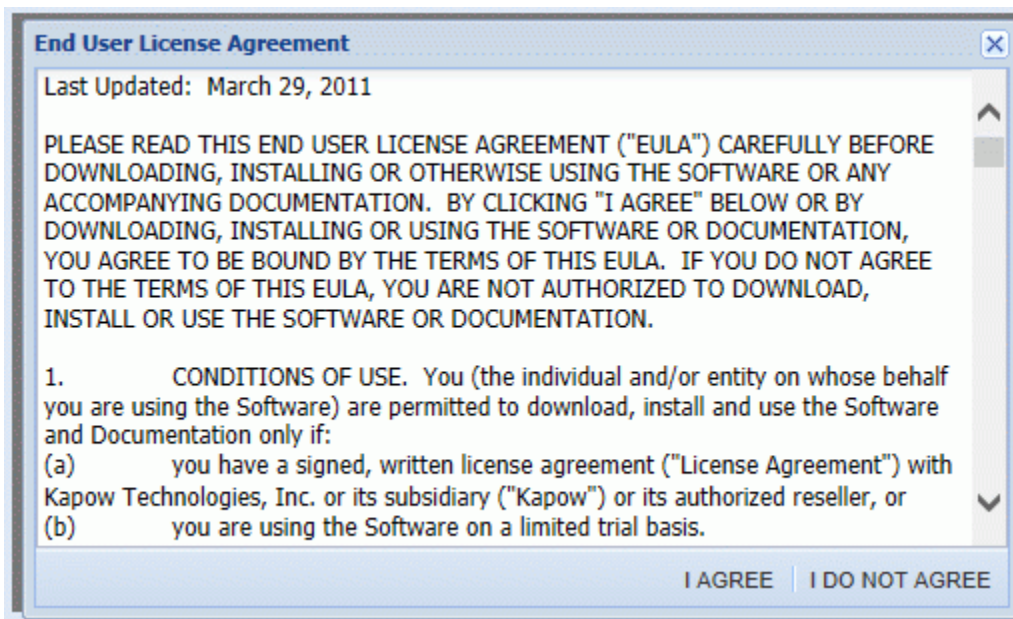 End User License Agreement
Last Updated:  March 29, 2011
PLEASE READ THIS END USER LICENSE AGREEMENT ("EULA") CAREFULLY BEFORE
DOWNLOADING, INSTALLING OR OTHERWISE USING THE SOFTWARE OR ANY
ACCOMPANYING DOCUMENTATION.  BY CLICKING "I AGREE" BELOW OR BY
DOWNLOADING, INSTALLING OR USING THE SOFTWARE OR DOCUMENTATION,
YOU AGREE TO BE BOUND BY THE TERMS OF THIS EULA.  IF YOU DO NOT AGREE
TO THE TERMS OF THIS EULA, YOU ARE NOT AUTHORIZED TO DOWNLOAD,
INSTALL OR USE THE SOFTWARE OR DOCUMENTATION.
1. CONDITIONS OF USE.  You (the individual and/or entity on whose behalf
you are using the Software) are permitted to download, install and use the Software
and Documentation only if:
(a) you have a signed, written license agreement ("License Agreement") with
Kapow Technologies, Inc. or its subsidiary ("Kapow") or its authorized reseller, or
(b) you are using the Software on a limited trial basis.
I AGREE I DO NOT AGREE